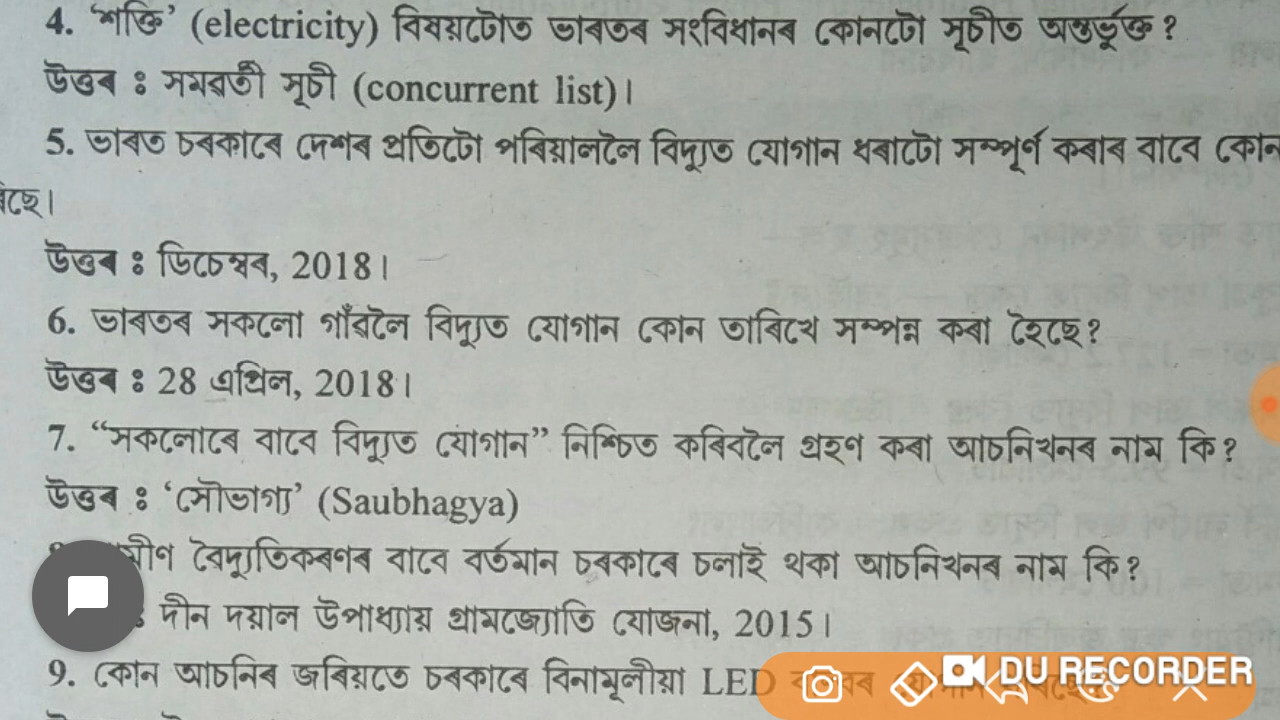 4. ‘শক্তি’ (electricity) বিষয়টোত ভাৰতৰ সংবিধানৰ কোনটো সূচীত অন্তৰ্ভুক্ত ?
উত্তৰ : সমৱৰ্তী সূচী (concurrent list)।
5. ভাৰত চৰকাৰে দেশৰ প্ৰতিটো পৰিয়াললৈ বিদ্যুত যোগান ধৰাটো সম্পূৰ্ণ কৰাৰ বাবে কোন
ছে।
উত্তৰ : ডিচেম্বৰ, 2018।
6. ভাৰতৰ সকলো গাঁৱলৈ বিদ্যুত যোগান কোন তাৰিখে সম্পন্ন কৰা হৈছে?
উত্তৰ : 28 এপ্ৰিল, 2018।
7. “সকলোৰে বাবে বিদ্যুত যোগান” নিশ্চিত কৰিবলৈ গ্ৰহণ কৰা আচনিখনৰ নাম কি ?
উত্তৰ : ‘সৌভাগ্য’ (Saubhagya)
মীণ বৈদ্যুতিকৰণৰ বাবে বৰ্তমান চৰকাৰে চলাই থকা আচনিখনৰ নাম কি ?
: দীন দয়াল উপাধ্যায় গ্ৰামজ্যোতি যোজনা, 2015।
9. কোন আচনিৰ জৰিয়তে চৰকাৰে বিনামূলীয়া LED
DU RECORDER